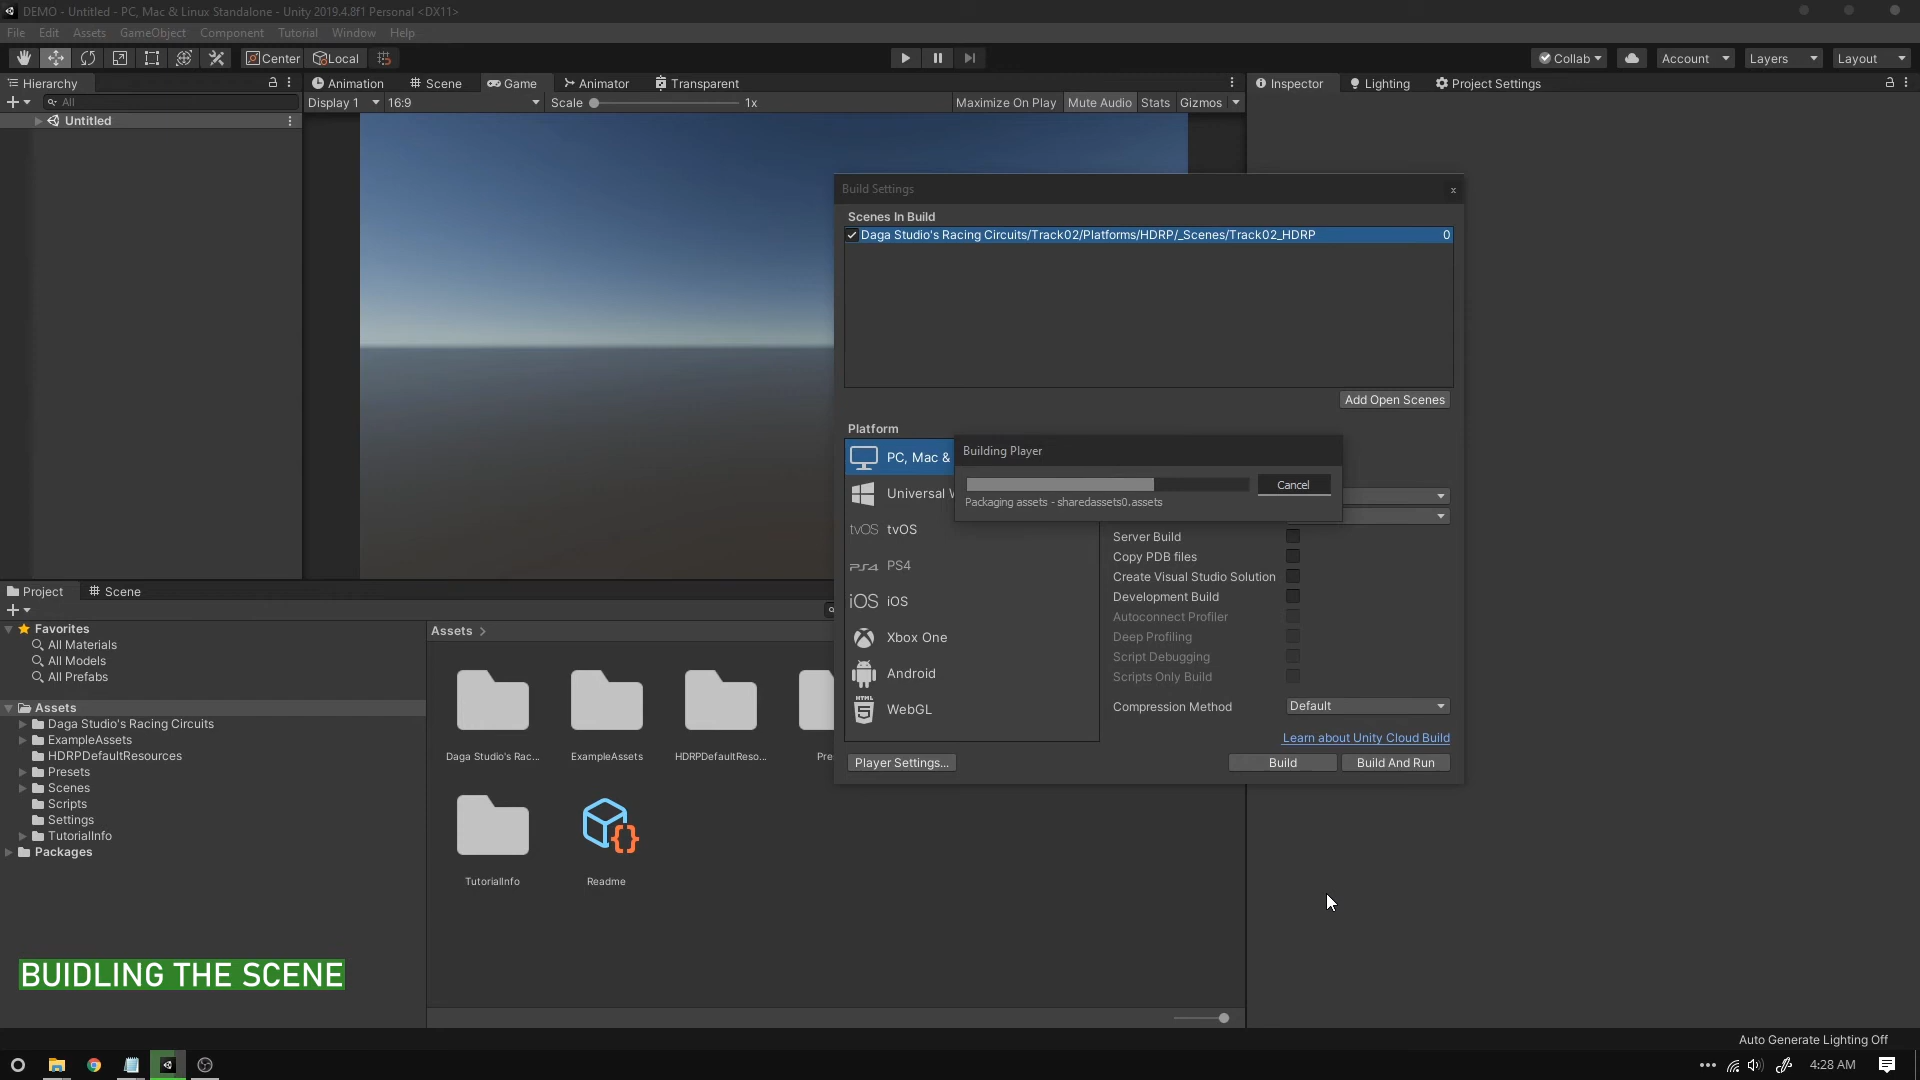 DEMO - Untitled - PC, Mac & Linux Standalone - Unity 2019.4.8f1 Personal <DX11>
File Edit Assets GameObject Component Tutorial Window Help
Center Local Collab Account Layers Layout
Hierarchy Animation Scene Game Animator Transparent Inspector Lighting Project Settings
All Display 1 16:9 Scale 1x Maximize On Play Mute Audio Stats Gizmos
Untitled
Build Settings x
Scenes In Build
Daga Studio's Racing Circuits/Track02/Platforms/HDRP/_Scenes/Track02_HDRP 0
Add Open Scenes
Platform
PC, Mac &
Universal W
tvOS tvOS
PS4 PS4
iOS iOS
Xbox One
Android
HTML WebGL
Building Player
Cancel
Packaging assets - sharedassets0.assets
Server Build
Copy PDB files
Create Visual Studio Solution
Development Build
Autoconnect Profiler
Deep Profiling
Script Debugging
Scripts Only Build
Compression Method Default
Learn about Unity Cloud Build
Player Settings... Build Build And Run
Project Scene
Favorites
All Materials
All Models
All Prefabs
Assets
Daga Studio's Racing Circuits
ExampleAssets
HDRPDefaultResources
Presets
Scenes
Scripts
Settings
TutorialInfo
Packages
Assets >
Daga Studio's Rac... ExampleAssets HDRPDefaultReso... Pre
TutorialInfo Readme
BUIDLING THE SCENE
Auto Generate Lighting Off
4:28 AM